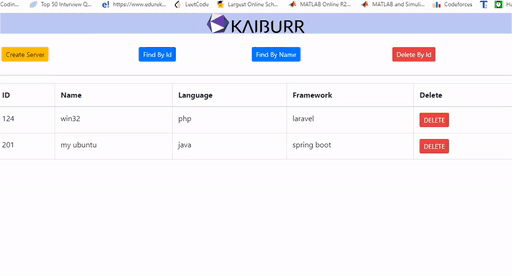 Codin... Top 50 Interview Q... https://www.edurek... LeetCode Largest Online Sch... MATLAB Online R2... MATLAB and Simuli... Codeforces
KAIBURR
Create Server Find By Id Find By Name Delete By Id
ID Name Language Framework Delete
124 win32 php laravel DELETE
201 my ubuntu java spring boot DELETE